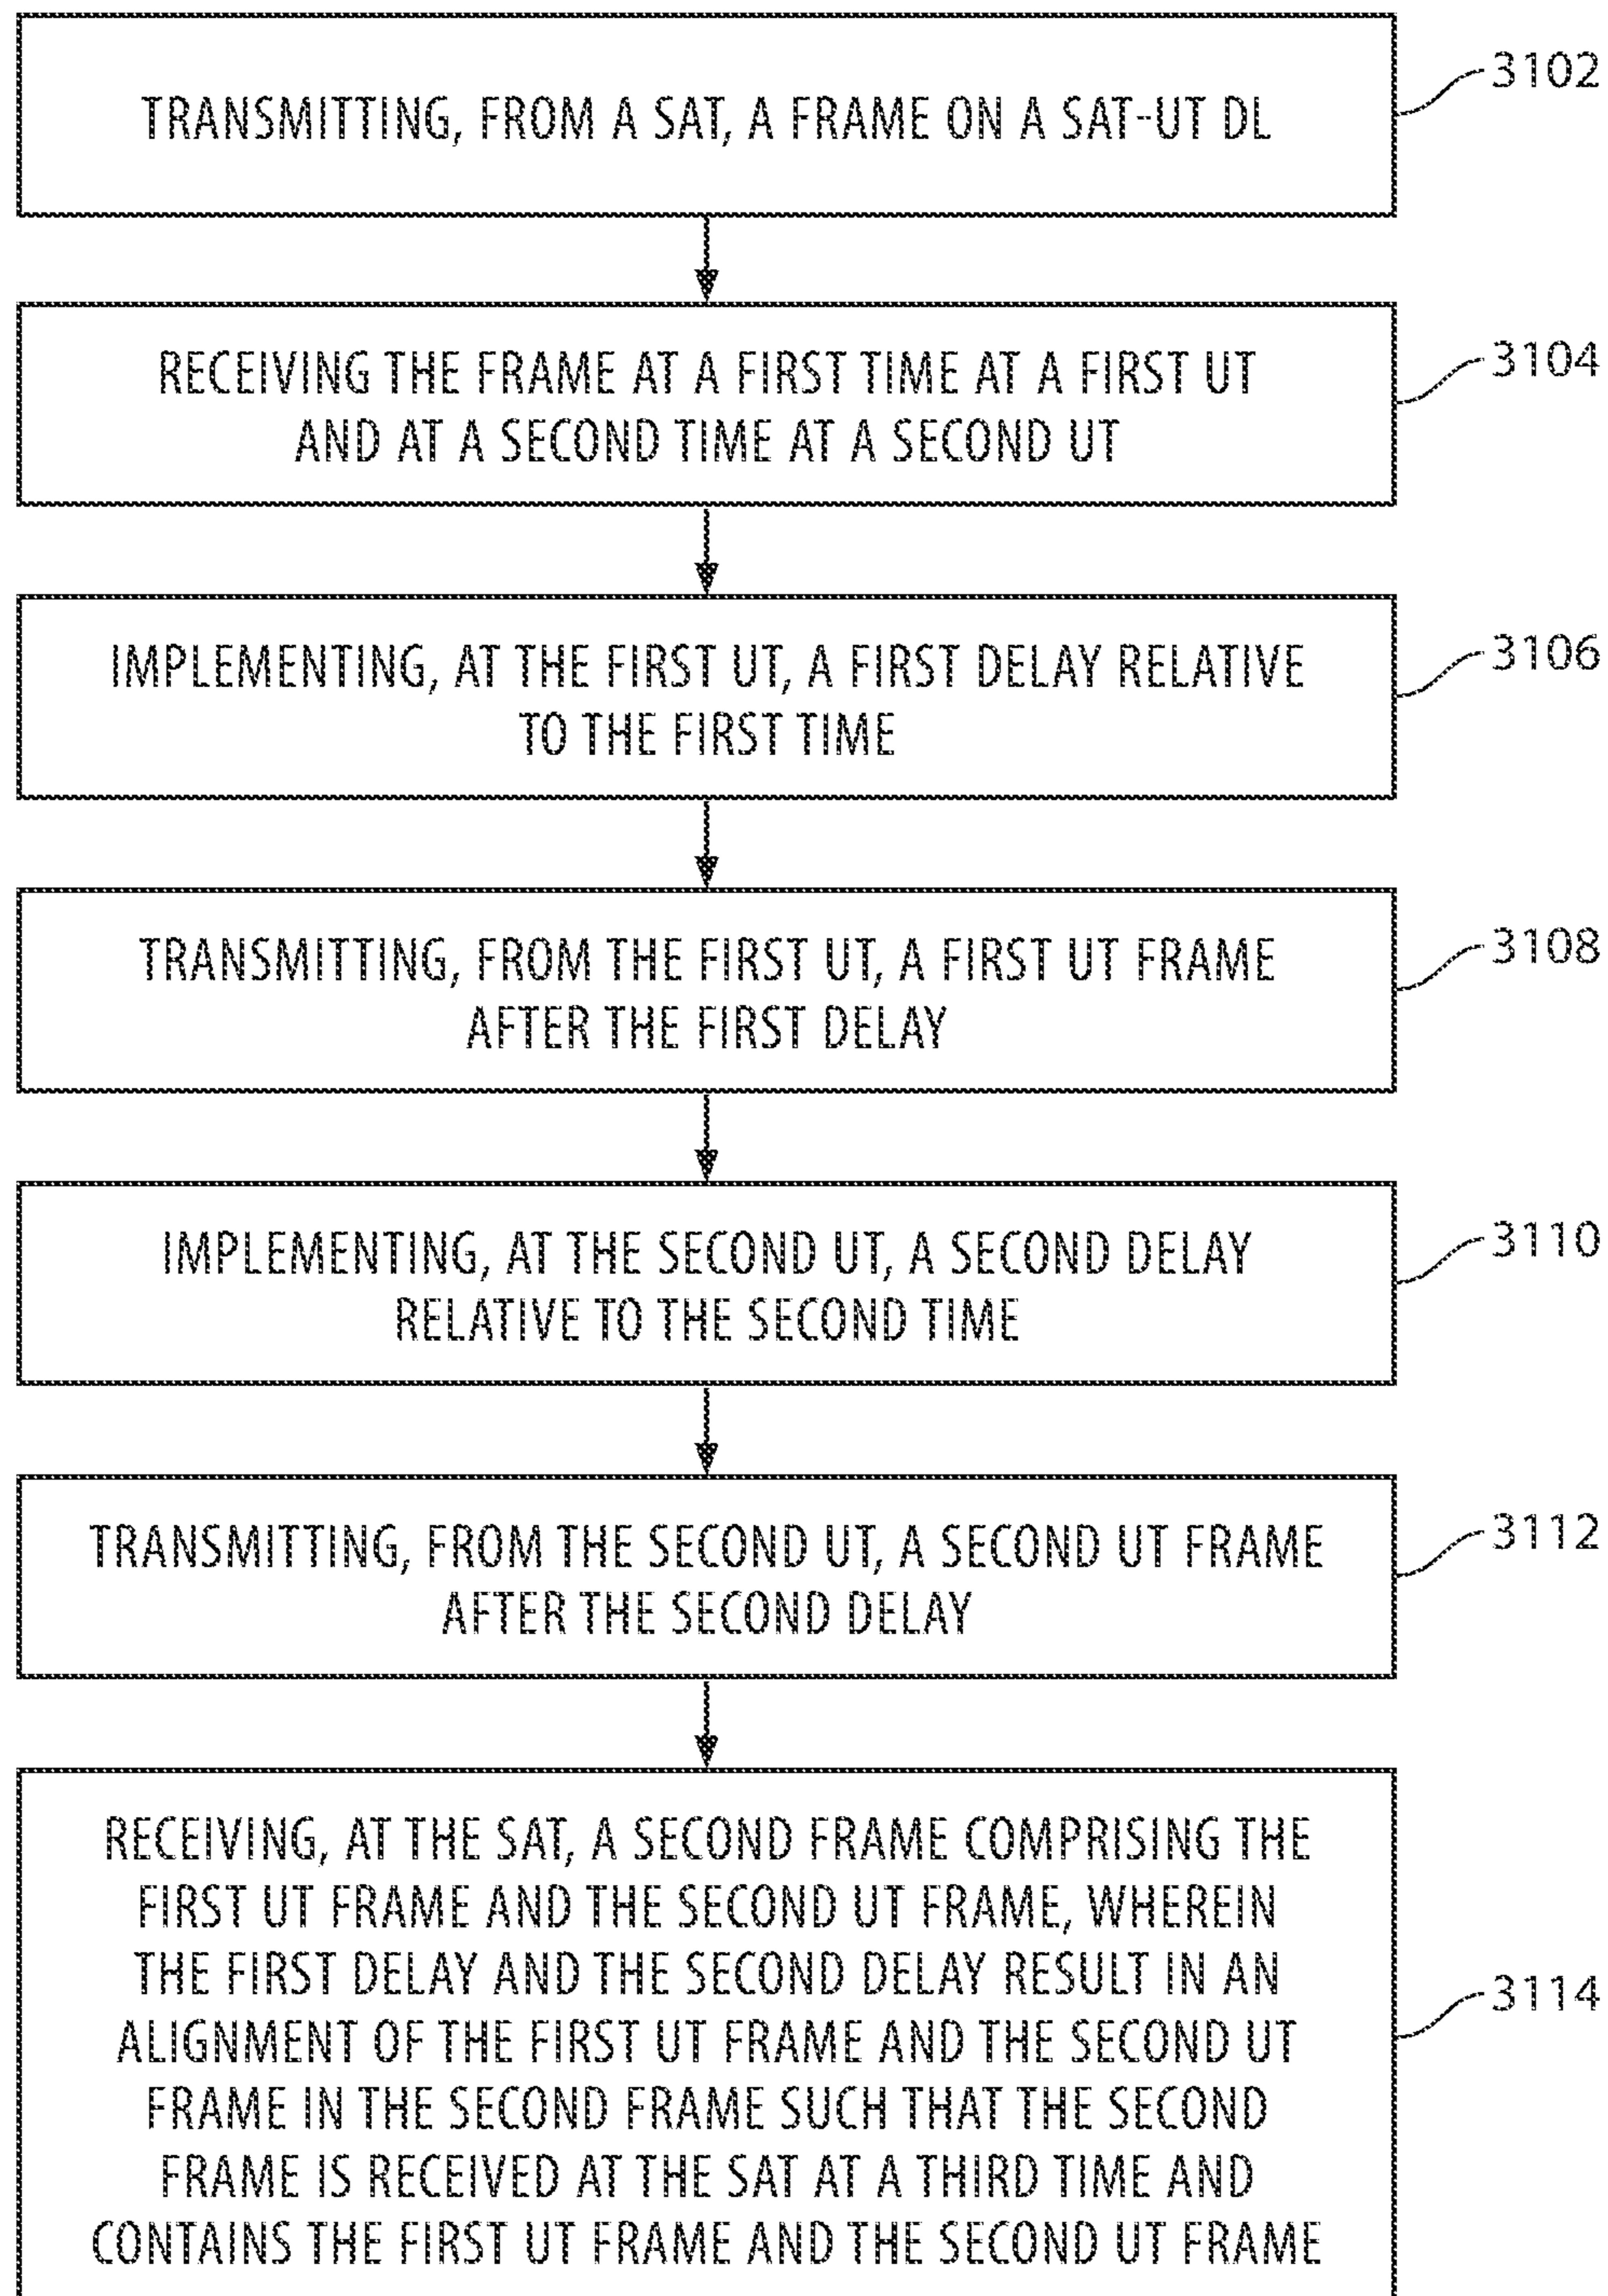 TRANSMITTING, FROM A SAT, A FRAME ON A SAT-UT DL
3102
RECEIVING THE FRAME AT A FIRST TIME AT A FIRST UT
AND AT A SECOND TIME AT A SECOND UT
3104
IMPLEMENTING, AT THE FIRST UT, A FIRST DELAY RELATIVE
TO THE FIRST TIME
3106
TRANSMITTING, FROM THE FIRST UT, A FIRST UT FRAME
AFTER THE FIRST DELAY
3108
IMPLEMENTING, AT THE SECOND UT, A SECOND DELAY
RELATIVE TO THE SECOND TIME
3110
TRANSMITTING, FROM THE SECOND UT, A SECOND UT FRAME
AFTER THE SECOND DELAY
3112
RECEIVING, AT THE SAT, A SECOND FRAME COMPRISING THE
FIRST UT FRAME AND THE SECOND UT FRAME, WHEREIN
THE FIRST DELAY AND THE SECOND DELAY RESULT IN AN
ALIGNMENT OF THE FIRST UT FRAME AND THE SECOND UT
FRAME IN THE SECOND FRAME SUCH THAT THE SECOND
FRAME IS RECEIVED AT THE SAT AT A THIRD TIME AND
CONTAINS THE FIRST UT FRAME AND THE SECOND UT FRAME
3114